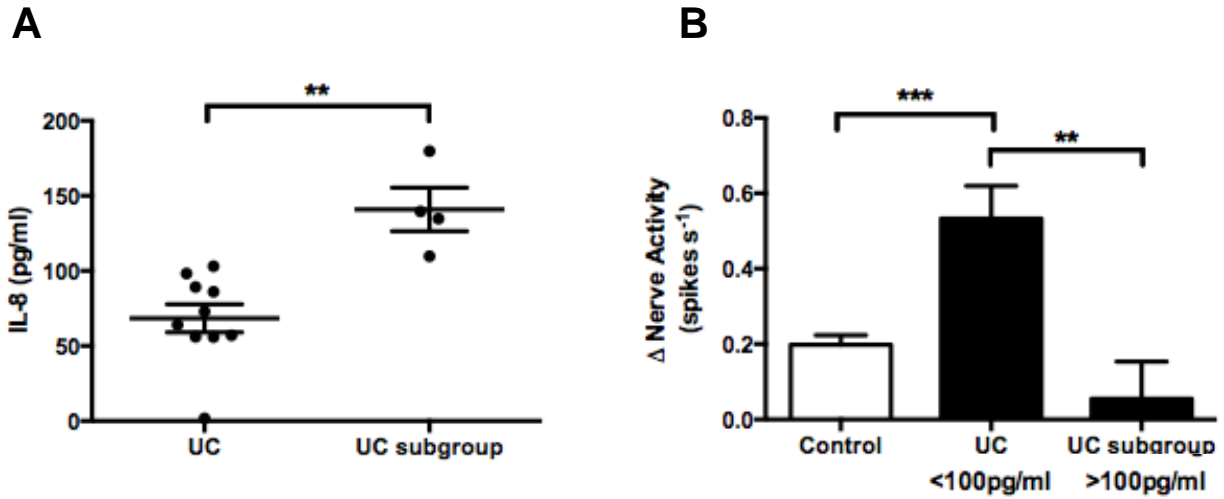 A
**
200
150
100
50
0
IL-8 (pg/ml)
UC
UC subgroup
B
***
**
0.8
0.6
0.4
0.2
0.0
Δ Nerve Activity
(spikes s⁻¹)
Control
UC
<100pg/ml
UC subgroup
>100pg/ml